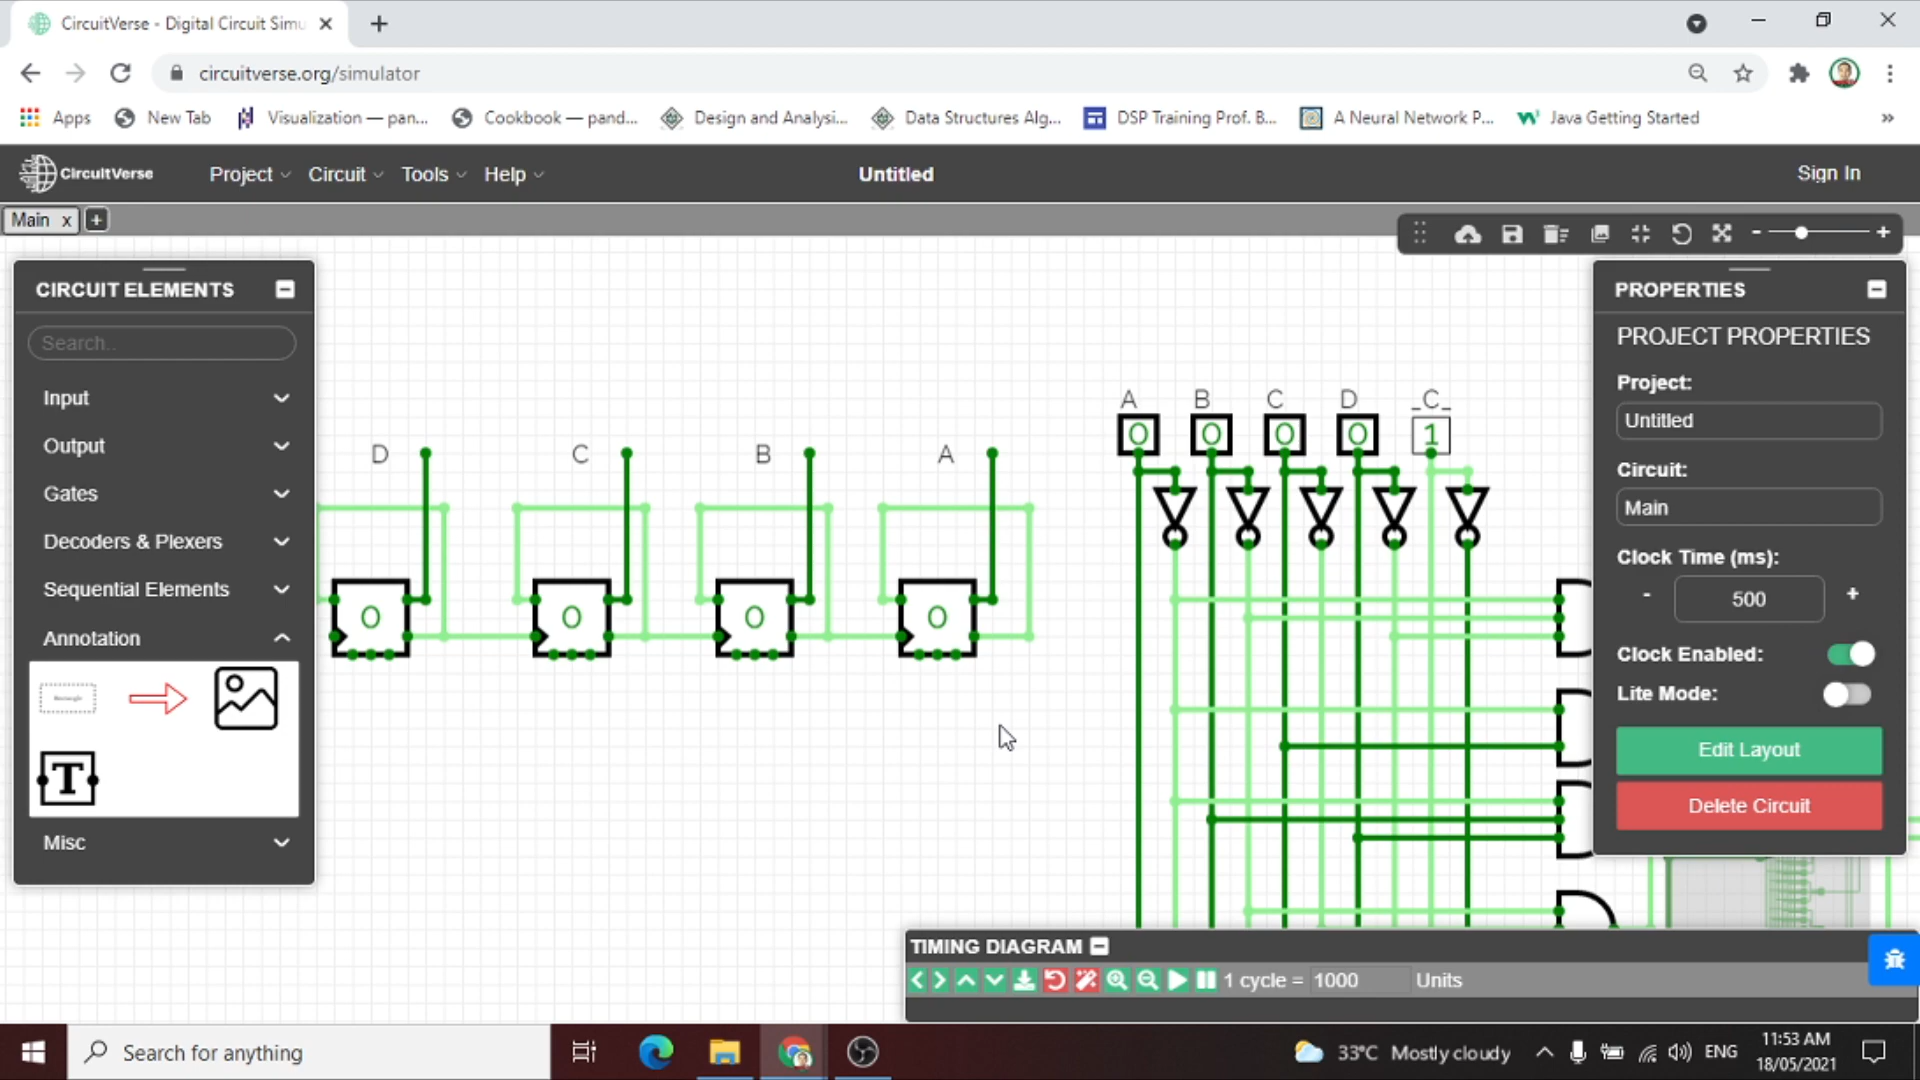 CircuitVerse - Digital Circuit Simu
circuitverse.org/simulator
Apps New Tab Visualization — pan... Cookbook — pand... Design and Analysi... Data Structures Alg... DSP Training Prof. B... A Neural Network P... Java Getting Started »
CircuitVerse Project Circuit Tools Help Untitled Sign In
Main x +
CIRCUIT ELEMENTS
Search..
Input
Output
Gates
Decoders & Plexers
Sequential Elements
Annotation
T
Misc
D C B A
0 0 0 0
A B C D _C_
0 0 0 0 1
PROPERTIES
PROJECT PROPERTIES
Project:
Untitled
Circuit:
Main
Clock Time (ms):
- 500 +
Clock Enabled:
Lite Mode:
Edit Layout
Delete Circuit
TIMING DIAGRAM
1 cycle = 1000 Units
Search for anything
33°C Mostly cloudy ENG
11:53 AM
18/05/2021